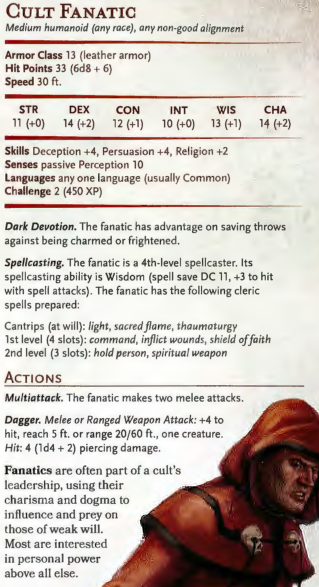 CULT FANATIC
Medium humanoid (any race), any non-good alignment
Armor Class 13 (leather armor)
Hit Points 33 (6d8 + 6)
Speed 30 ft.
STR DEX CON INT WIS CHA
11 (+0) 14 (+2) 12 (+1) 10 (+0) 13 (+1) 14 (+2)
Skills Deception +4, Persuasion +4, Religion +2
Senses passive Perception 10
Languages any one language (usually Common)
Challenge 2 (450 XP)
Dark Devotion. The fanatic has advantage on saving throws
against being charmed or frightened.
Spellcasting. The fanatic is a 4th-level spellcaster. Its
spellcasting ability is Wisdom (spell save DC 11, +3 to hit
with spell attacks). The fanatic has the following cleric
spells prepared:
Cantrips (at will): light, sacred flame, thaumaturgy
1st level (4 slots): command, inflict wounds, shield of faith
2nd level (3 slots): hold person, spiritual weapon
ACTIONS
Multiattack. The fanatic makes two melee attacks.
Dagger. Melee or Ranged Weapon Attack: +4 to
hit, reach 5 ft. or range 20/60 ft., one creature.
Hit: 4 (1d4 + 2) piercing damage.
Fanatics are often part of a cult's
leadership, using their
charisma and dogma to
influence and prey on
those of weak will.
Most are interested
in personal power
above all else.